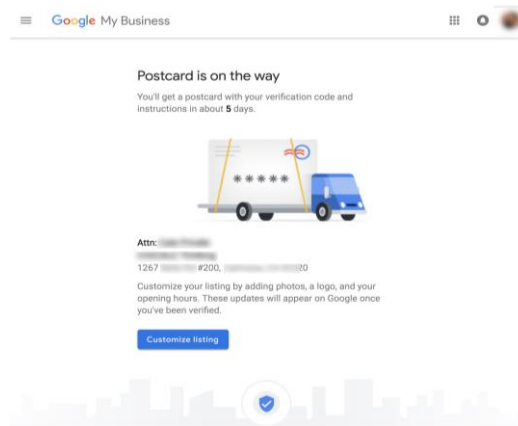 Google My Business
Postcard is on the way
You'll get a postcard with your verification code and
instructions in about 5 days.
*****
Attn:
1267 #200, 20
Customize your listing by adding photos, a logo, and your
opening hours. These updates will appear on Google once
you've been verified.
Customize listing